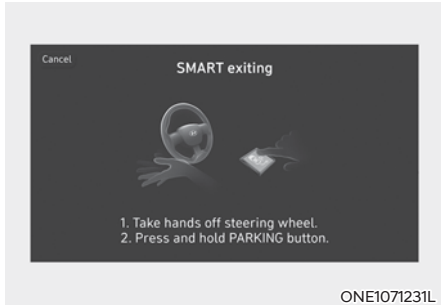 Cancel
SMART exiting
1. Take hands off steering wheel.
2. Press and hold PARKING button.
ONE1071231L